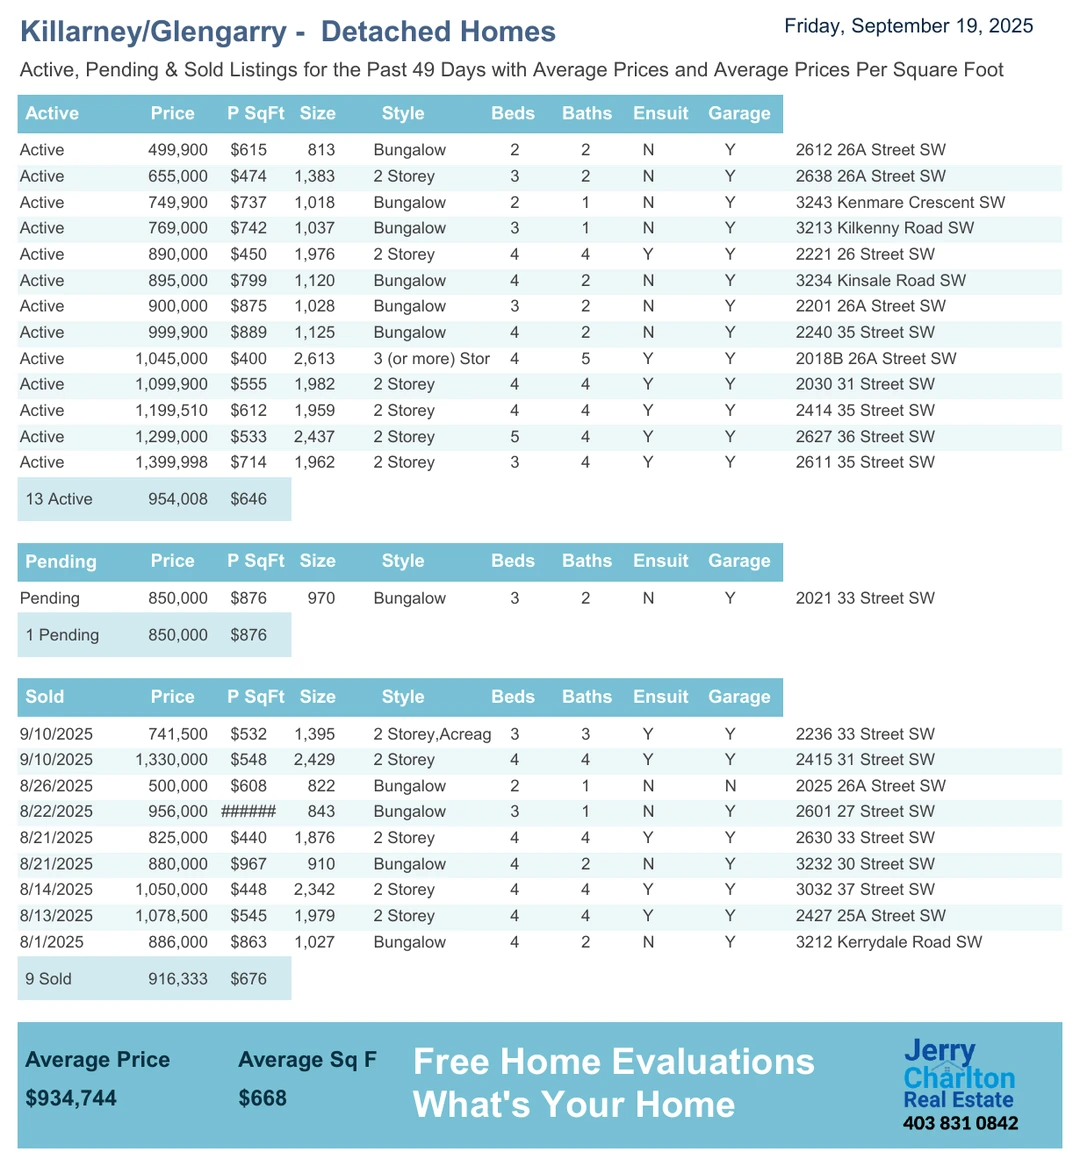 Killarney/Glengarry - Detached Homes Friday, September 19, 2025
Active, Pending & Sold Listings for the Past 49 Days with Average Prices and Average Prices Per Square Foot
Active Price P SqFt Size Style Beds Baths Ensuit Garage
Active 499,900 $615 813 Bungalow 2 2 N Y 2612 26A Street SW
Active 655,000 $474 1,383 2 Storey 3 2 N Y 2638 26A Street SW
Active 749,900 $737 1,018 Bungalow 2 1 N Y 3243 Kenmare Crescent SW
Active 769,000 $742 1,037 Bungalow 3 1 N Y 3213 Kilkenny Road SW
Active 890,000 $450 1,976 2 Storey 4 4 Y Y 2221 26 Street SW
Active 895,000 $799 1,120 Bungalow 4 2 N Y 3234 Kinsale Road SW
Active 900,000 $875 1,028 Bungalow 3 2 N Y 2201 26A Street SW
Active 999,900 $889 1,125 Bungalow 4 2 N Y 2240 35 Street SW
Active 1,045,000 $400 2,613 3 (or more) Stor 4 5 Y Y 2018B 26A Street SW
Active 1,099,900 $555 1,982 2 Storey 4 4 Y Y 2030 31 Street SW
Active 1,199,510 $612 1,959 2 Storey 4 4 Y Y 2414 35 Street SW
Active 1,299,000 $533 2,437 2 Storey 5 4 Y Y 2627 36 Street SW
Active 1,399,998 $714 1,962 2 Storey 3 4 Y Y 2611 35 Street SW
13 Active 954,008 $646
Pending Price P SqFt Size Style Beds Baths Ensuit Garage
Pending 850,000 $876 970 Bungalow 3 2 N Y 2021 33 Street SW
1 Pending 850,000 $876
Sold Price P SqFt Size Style Beds Baths Ensuit Garage
9/10/2025 741,500 $532 1,395 2 Storey,Acreag 3 3 Y Y 2236 33 Street SW
9/10/2025 1,330,000 $548 2,429 2 Storey 4 4 Y Y 2415 31 Street SW
8/26/2025 500,000 $608 822 Bungalow 2 1 N N 2025 26A Street SW
8/22/2025 956,000 ###### 843 Bungalow 3 1 N Y 2601 27 Street SW
8/21/2025 825,000 $440 1,876 2 Storey 4 4 Y Y 2630 33 Street SW
8/21/2025 880,000 $967 910 Bungalow 4 2 N Y 3232 30 Street SW
8/14/2025 1,050,000 $448 2,342 2 Storey 4 4 Y Y 3032 37 Street SW
8/13/2025 1,078,500 $545 1,979 2 Storey 4 4 Y Y 2427 25A Street SW
8/1/2025 886,000 $863 1,027 Bungalow 4 2 N Y 3212 Kerrydale Road SW
9 Sold 916,333 $676
Average Price Average Sq F
$934,744 $668
Free Home Evaluations
What's Your Home
Jerry
Charlton
Real Estate
403 831 0842